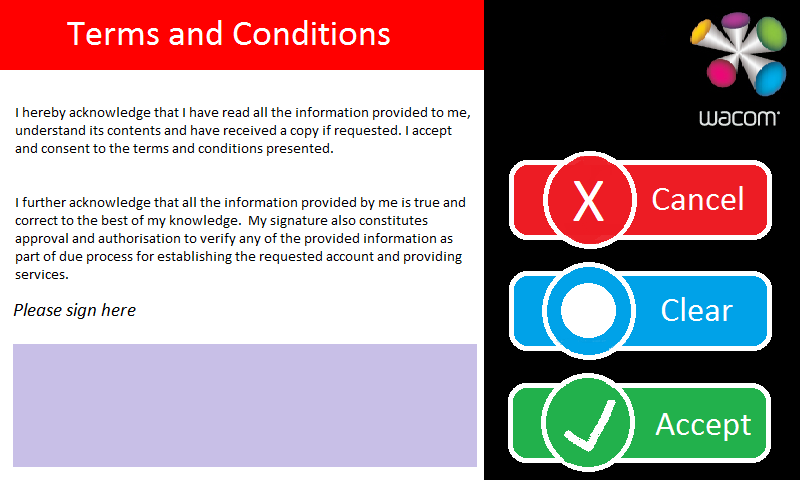 Terms and Conditions
I hereby acknowledge that I have read all the information provided to me,
understand its contents and have received a copy if requested. I accept
and consent to the terms and conditions presented.
I further acknowledge that all the information provided by me is true and
correct to the best of my knowledge.  My signature also constitutes
approval and authorisation to verify any of the provided information as
part of due process for establishing the requested account and providing
services.
Please sign here
wacom
X Cancel
Clear
Accept